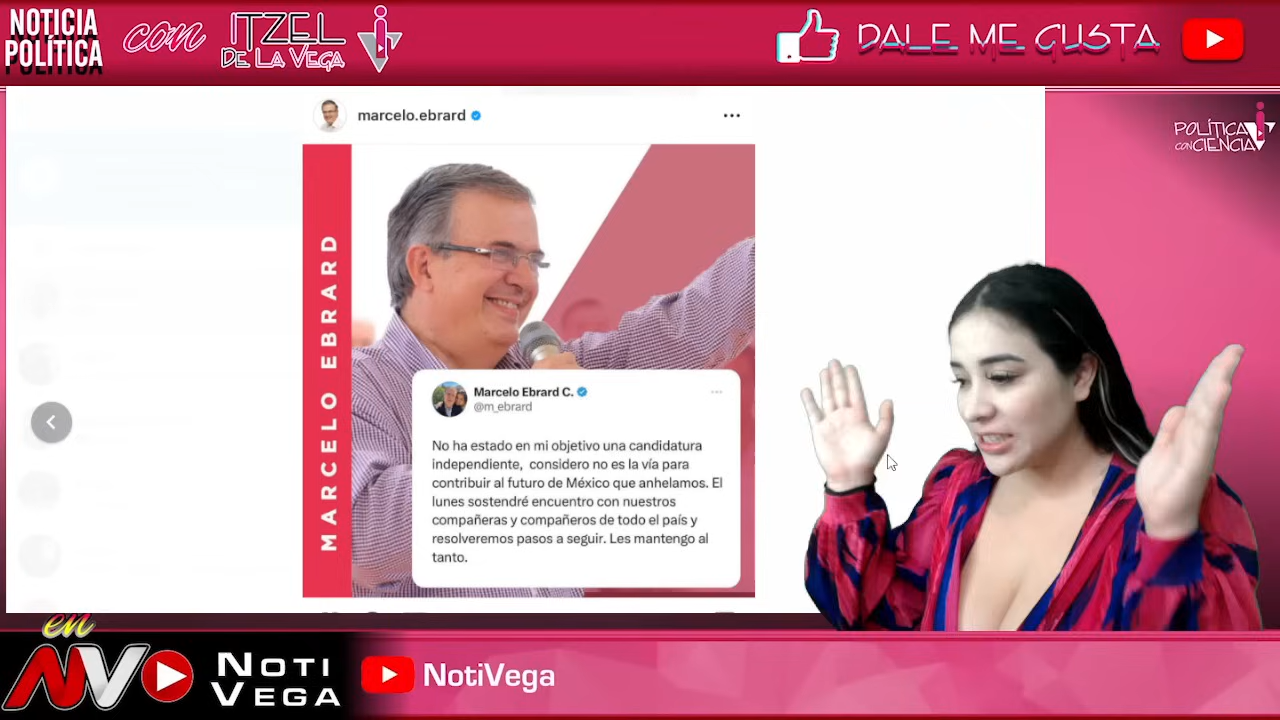 NOTICIA
POLÍTICA
con
ITZEL
DE LA VEGA
DALE ME GUSTA
marcelo.ebrard
POLÍTICA
CON CIENCIA
MARCELO EBRARD
Marcelo Ebrard C.
@m_ebrard
No ha estado en mi objetivo una candidatura
independiente, considero no es la vía para
contribuir al futuro de México que anhelamos. El
lunes sostendré encuentro con nuestros
compañeras y compañeros de todo el país y
resolveremos pasos a seguir. Les mantengo al
tanto.
en
NV
NOTI
VEGA
NotiVega